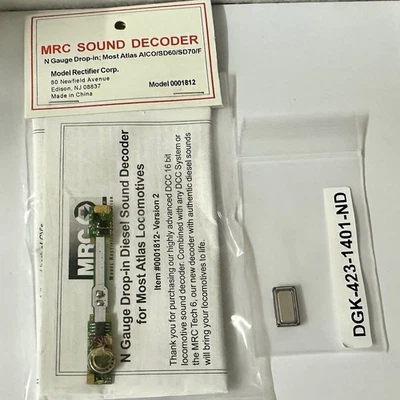 MRC SOUND DECODER
N Gauge Drop-in; Most Atlas AICO/SD60/SD70/F
Model Rectifier Corp.
80 Newfield Avenue
Edison, NJ 08837
Made in China
Model 0001812
MRC
N Gauge Drop-in Diesel Sound Decoder
for Most Atlas Locomotives
Item #0001812- Version 2
Thank you for purchasing our highly advanced DCC 16 bit
locomotive sound decoder. Combined with any DCC System or
the MRC Tech 6, our new decoder with authentic diesel sounds
will bring your locomotives to life.
DGK-423-1401-ND